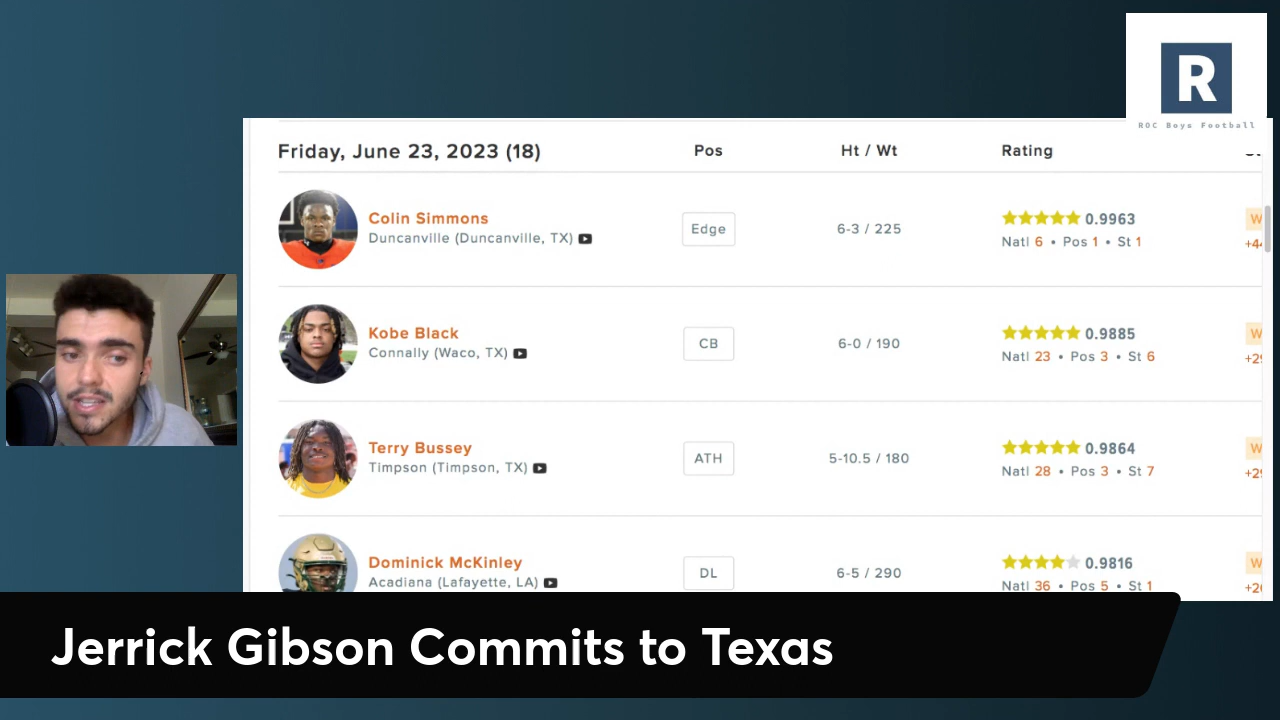 R
ROC Boys Football
Friday, June 23, 2023 (18)
Pos
Ht / Wt
Rating
Colin Simmons
Duncanville (Duncanville, TX)
Edge
6-3 / 225
0.9963
Natl 6 • Pos 1 • St 1
W
+44
Kobe Black
Connally (Waco, TX)
CB
6-0 / 190
0.9885
Natl 23 • Pos 3 • St 6
W
Terry Bussey
Timpson (Timpson, TX)
ATH
5-10.5 / 180
0.9864
Natl 28 • Pos 3 • St 7
W
Dominick McKinley
Acadiana (Lafayette, LA)
DL
6-5 / 290
0.9816
Natl 36 • Pos 5 • St 1
W
Jerrick Gibson Commits to Texas